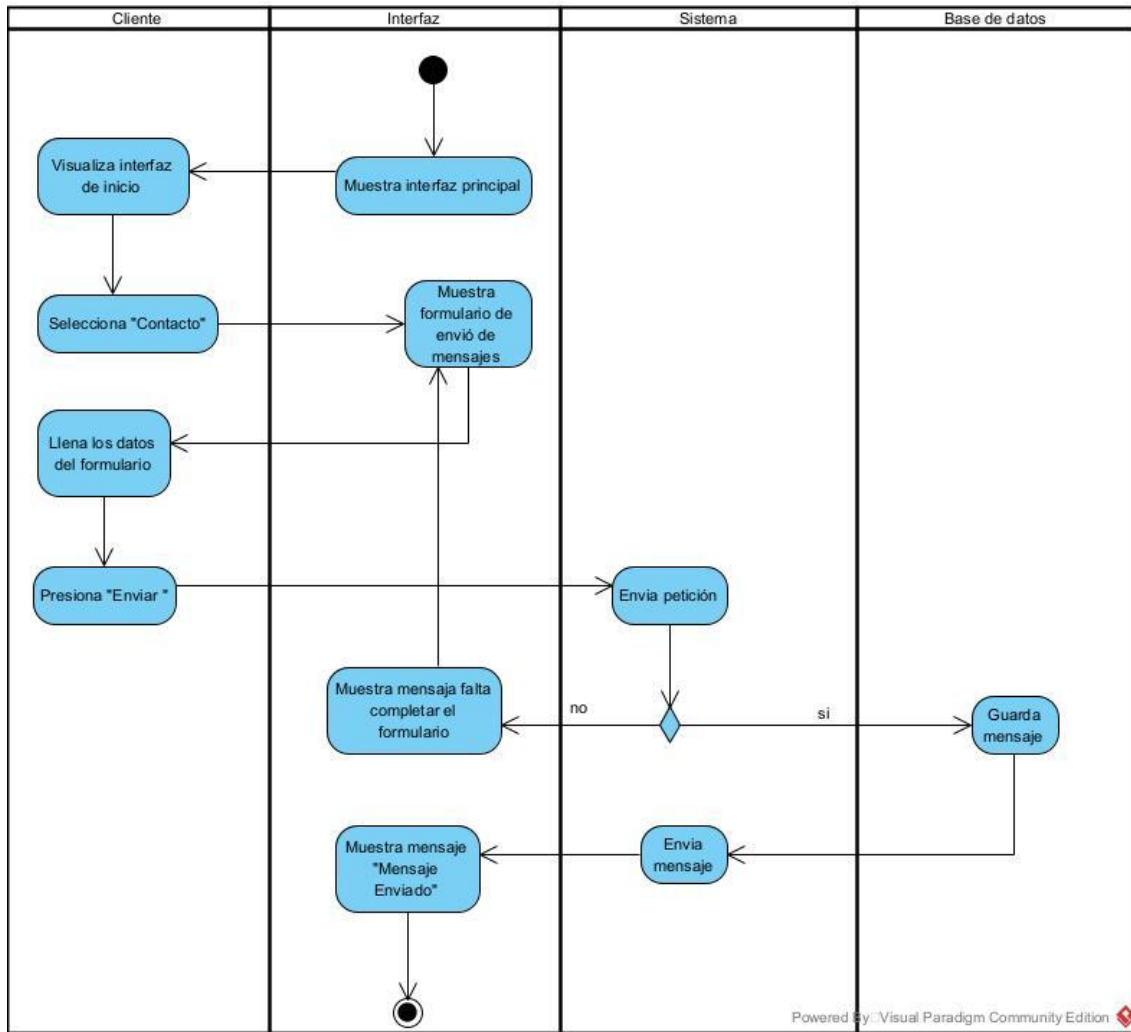 Cliente
Interfaz
Sistema
Base de datos
Visualiza interfaz
de inicio
Muestra interfaz principal
Selecciona "Contacto"
Muestra
formulario de
envió de
mensajes
Llena los datos
del formulario
Presiona "Enviar "
Envia petición
Muestra mensaja falta
completar el
formulario
no
si
Guarda
mensaje
Muestra mensaje
"Mensaje
Enviado"
Envia
mensaje
Powered By Visual Paradigm Community Edition